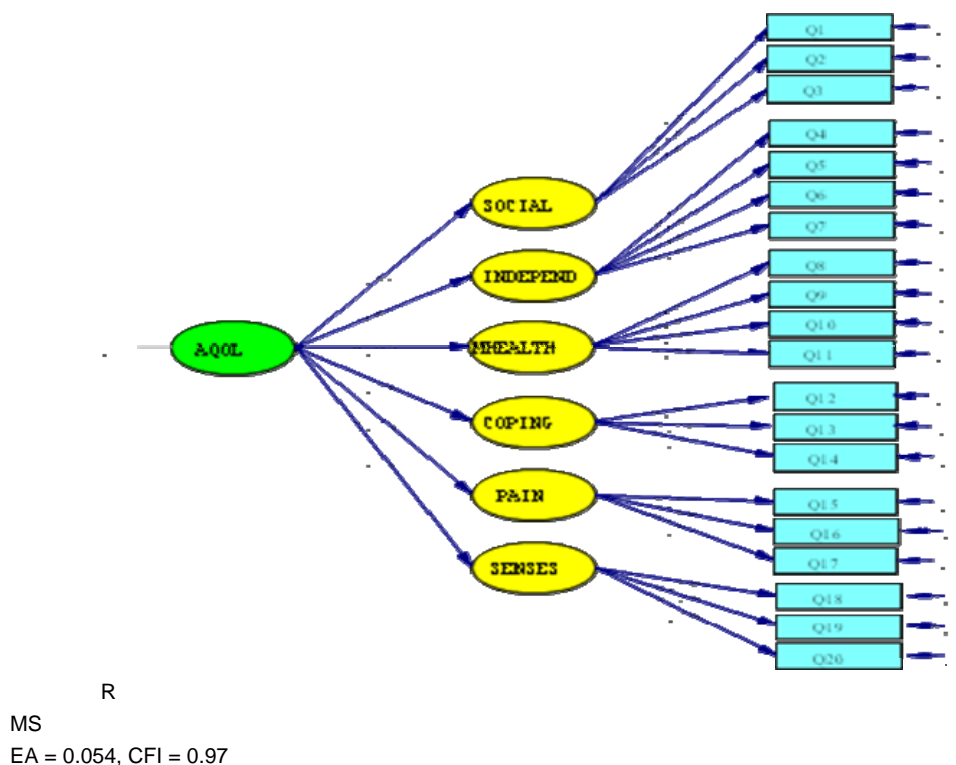 Q1
Q2
Q3
Q4
Q5
Q6
Q7
Q8
Q9
Q10
Q11
Q12
Q13
Q14
Q15
Q16
Q17
Q18
Q19
Q20
SOCIAL
INDEPEND
MHEALTH
COPING
PAIN
SENSES
AQOL
R
MS
EA = 0.054, CFI = 0.97